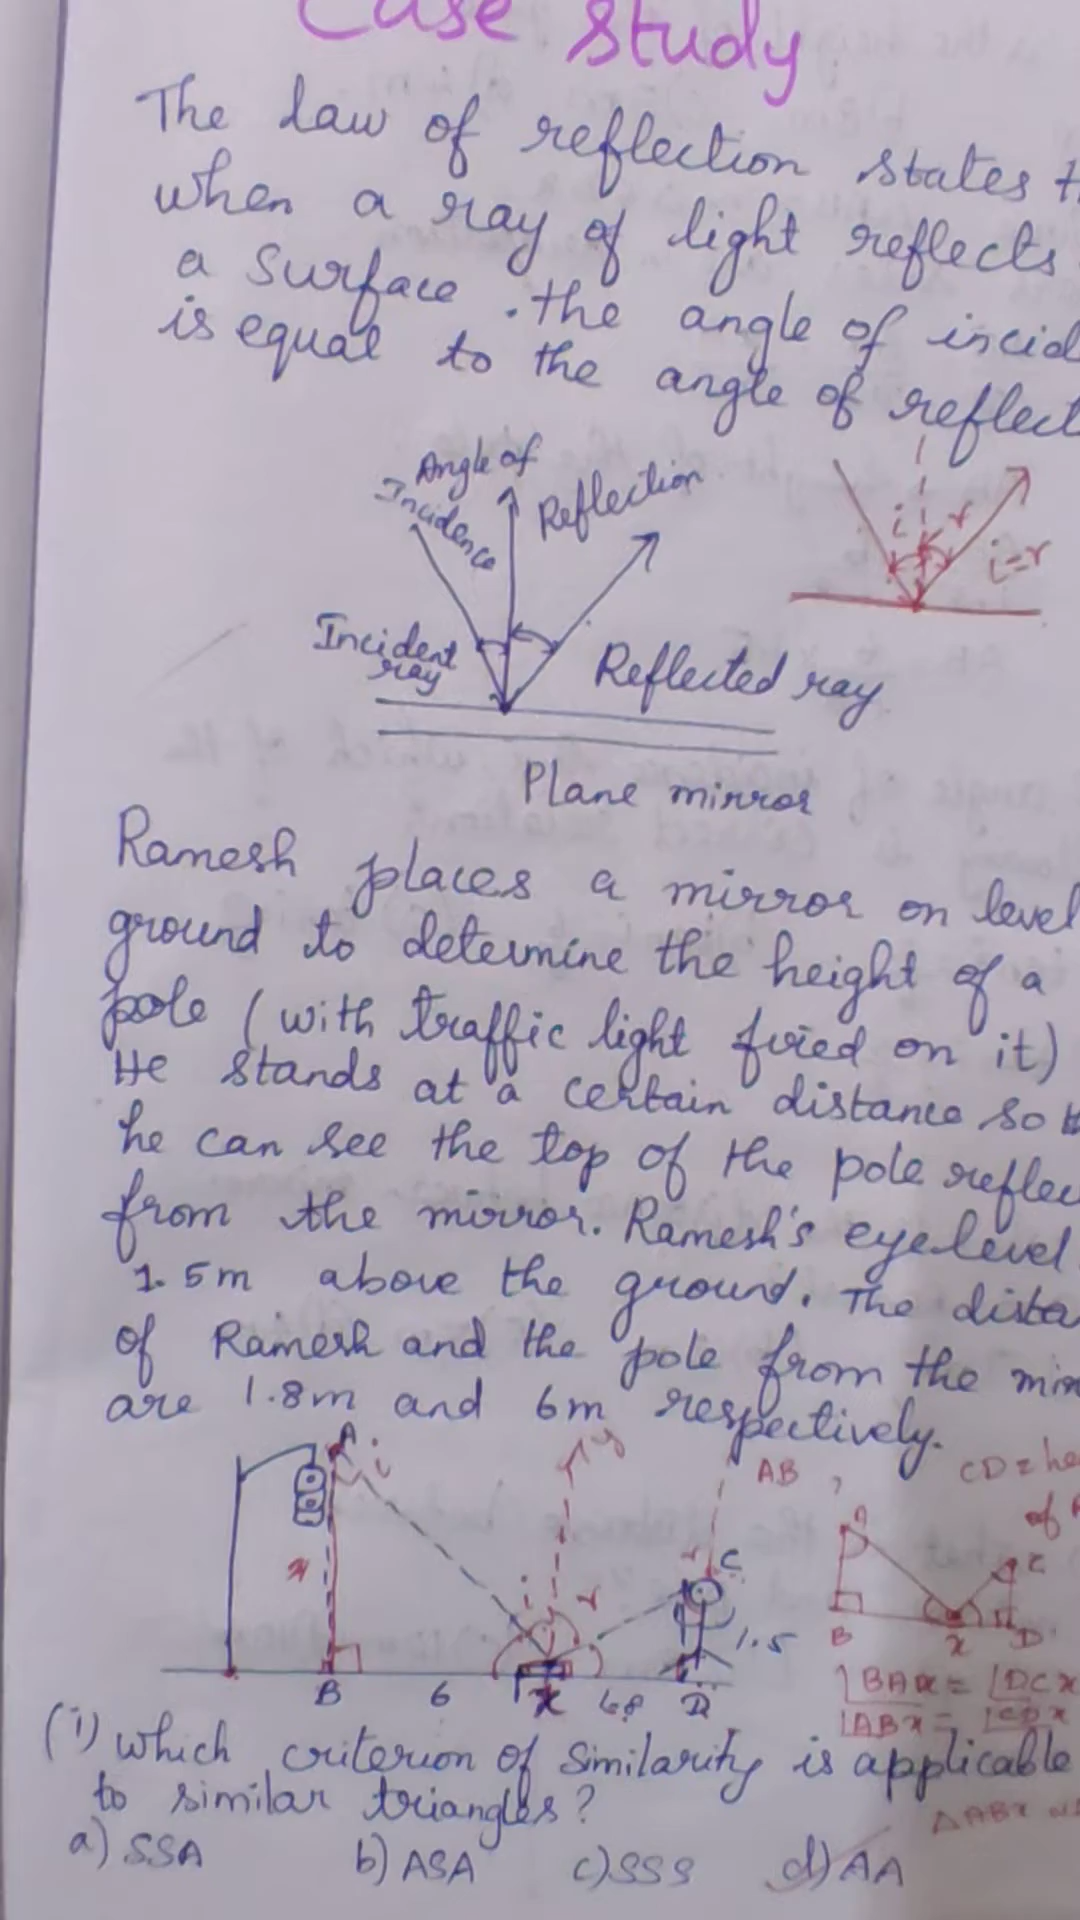 Case Study
The law of reflection states
when a ray of light reflects
a surface . the angle of incid
is equal to the angle of reflect
Angle of
Incidence
Reflection
i r
i=r
Incident
ray
Reflected ray
Plane mirror
Ramesh places a mirror on level
ground to determine the height of a
pole (with traffic light fixed on it)
He stands at a certain distance so
he can see the top of the pole reflec
from the mirror. Ramesh's eye level
1.5m above the ground. The dista
of Ramesh and the pole from the mirr
are 1.8m and 6m respectively.
A i
y
AB , CD = he
of
A
C
r
C
x
i r
1.5
B x D
B 6 x D
∠BAx = ∠DCx
∠ABx = ∠CDx
(i) Which criterion of Similarity is applicable
to similar triangles?
△ABx
a) SSA b) ASA c) SSS d) AA